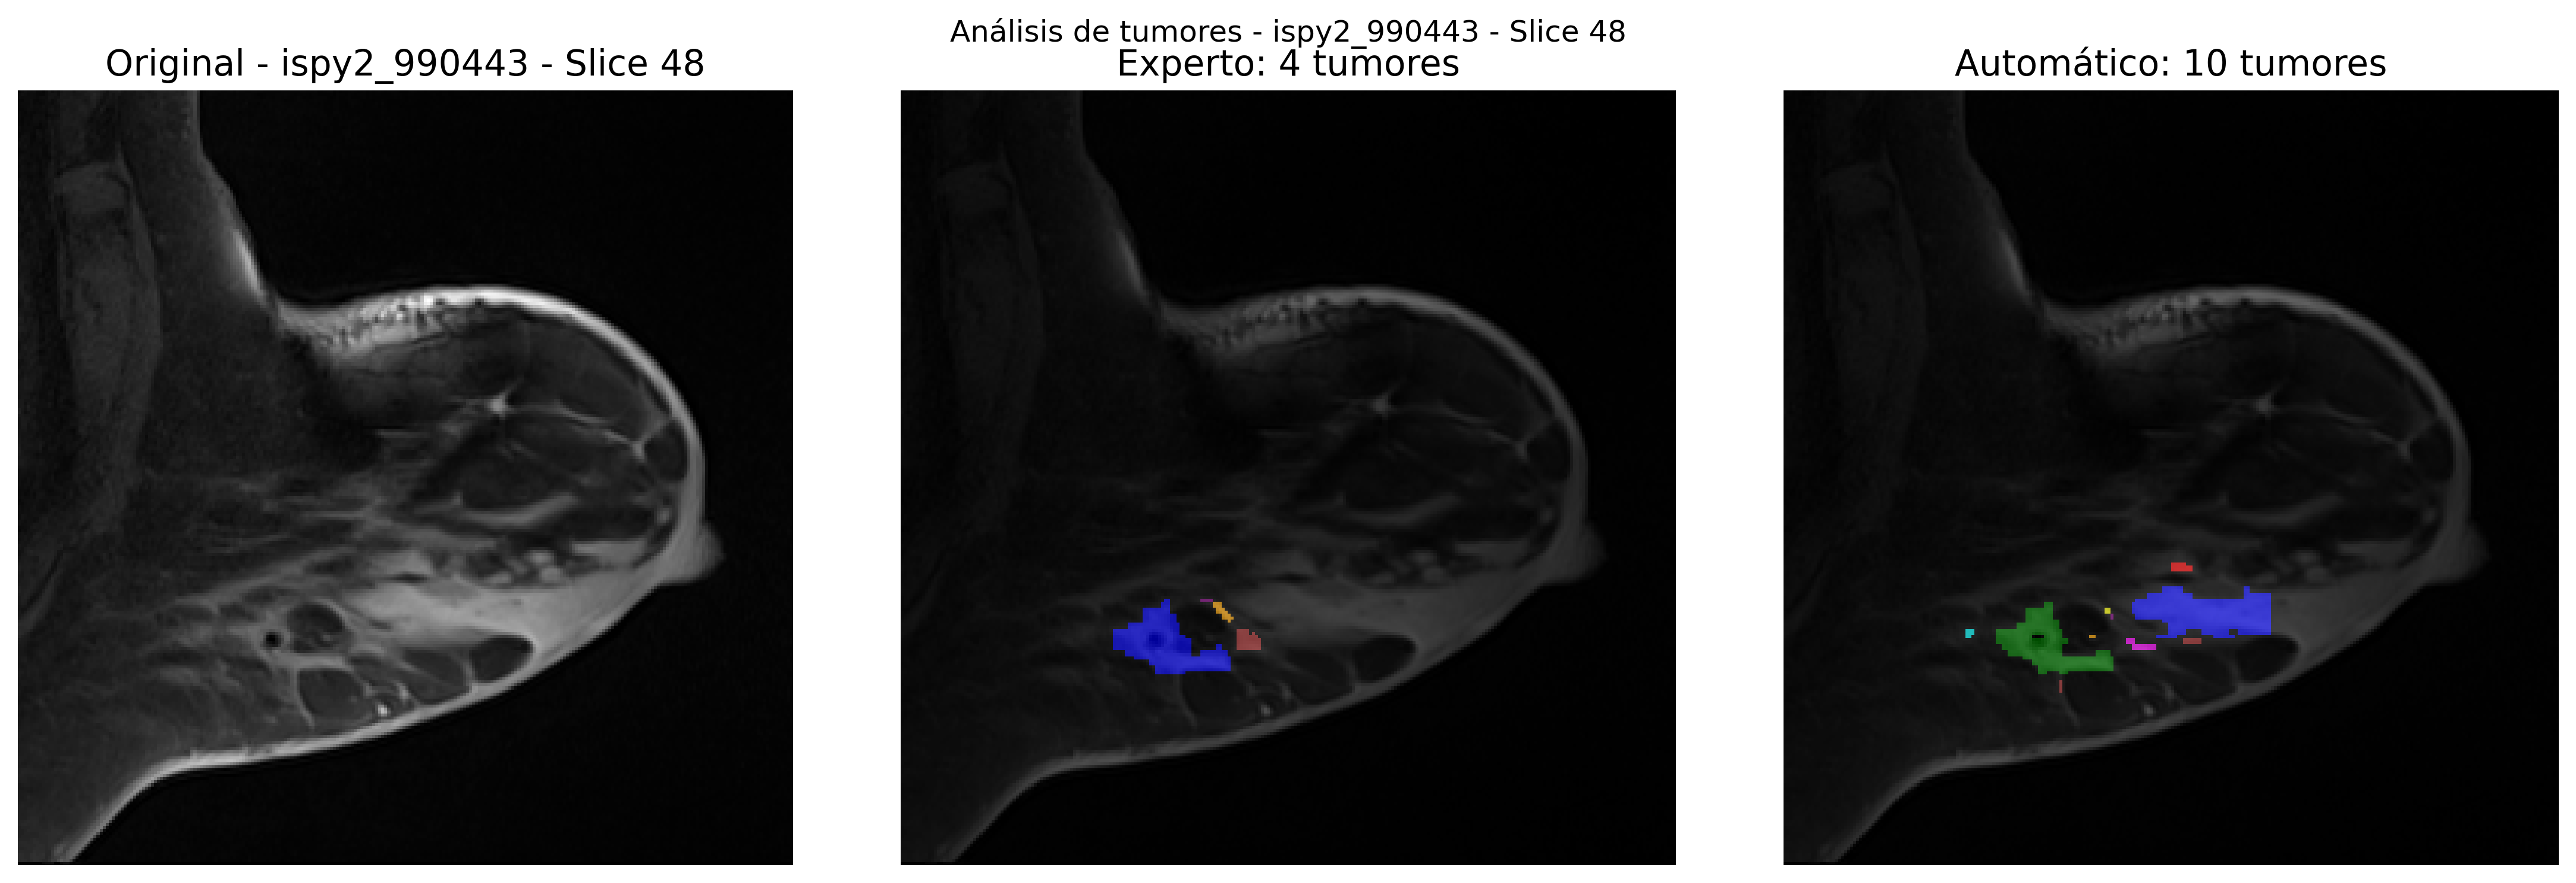 Análisis de tumores - ispy2_990443 - Slice 48
Original - ispy2_990443 - Slice 48
Experto: 4 tumores
Automático: 10 tumores